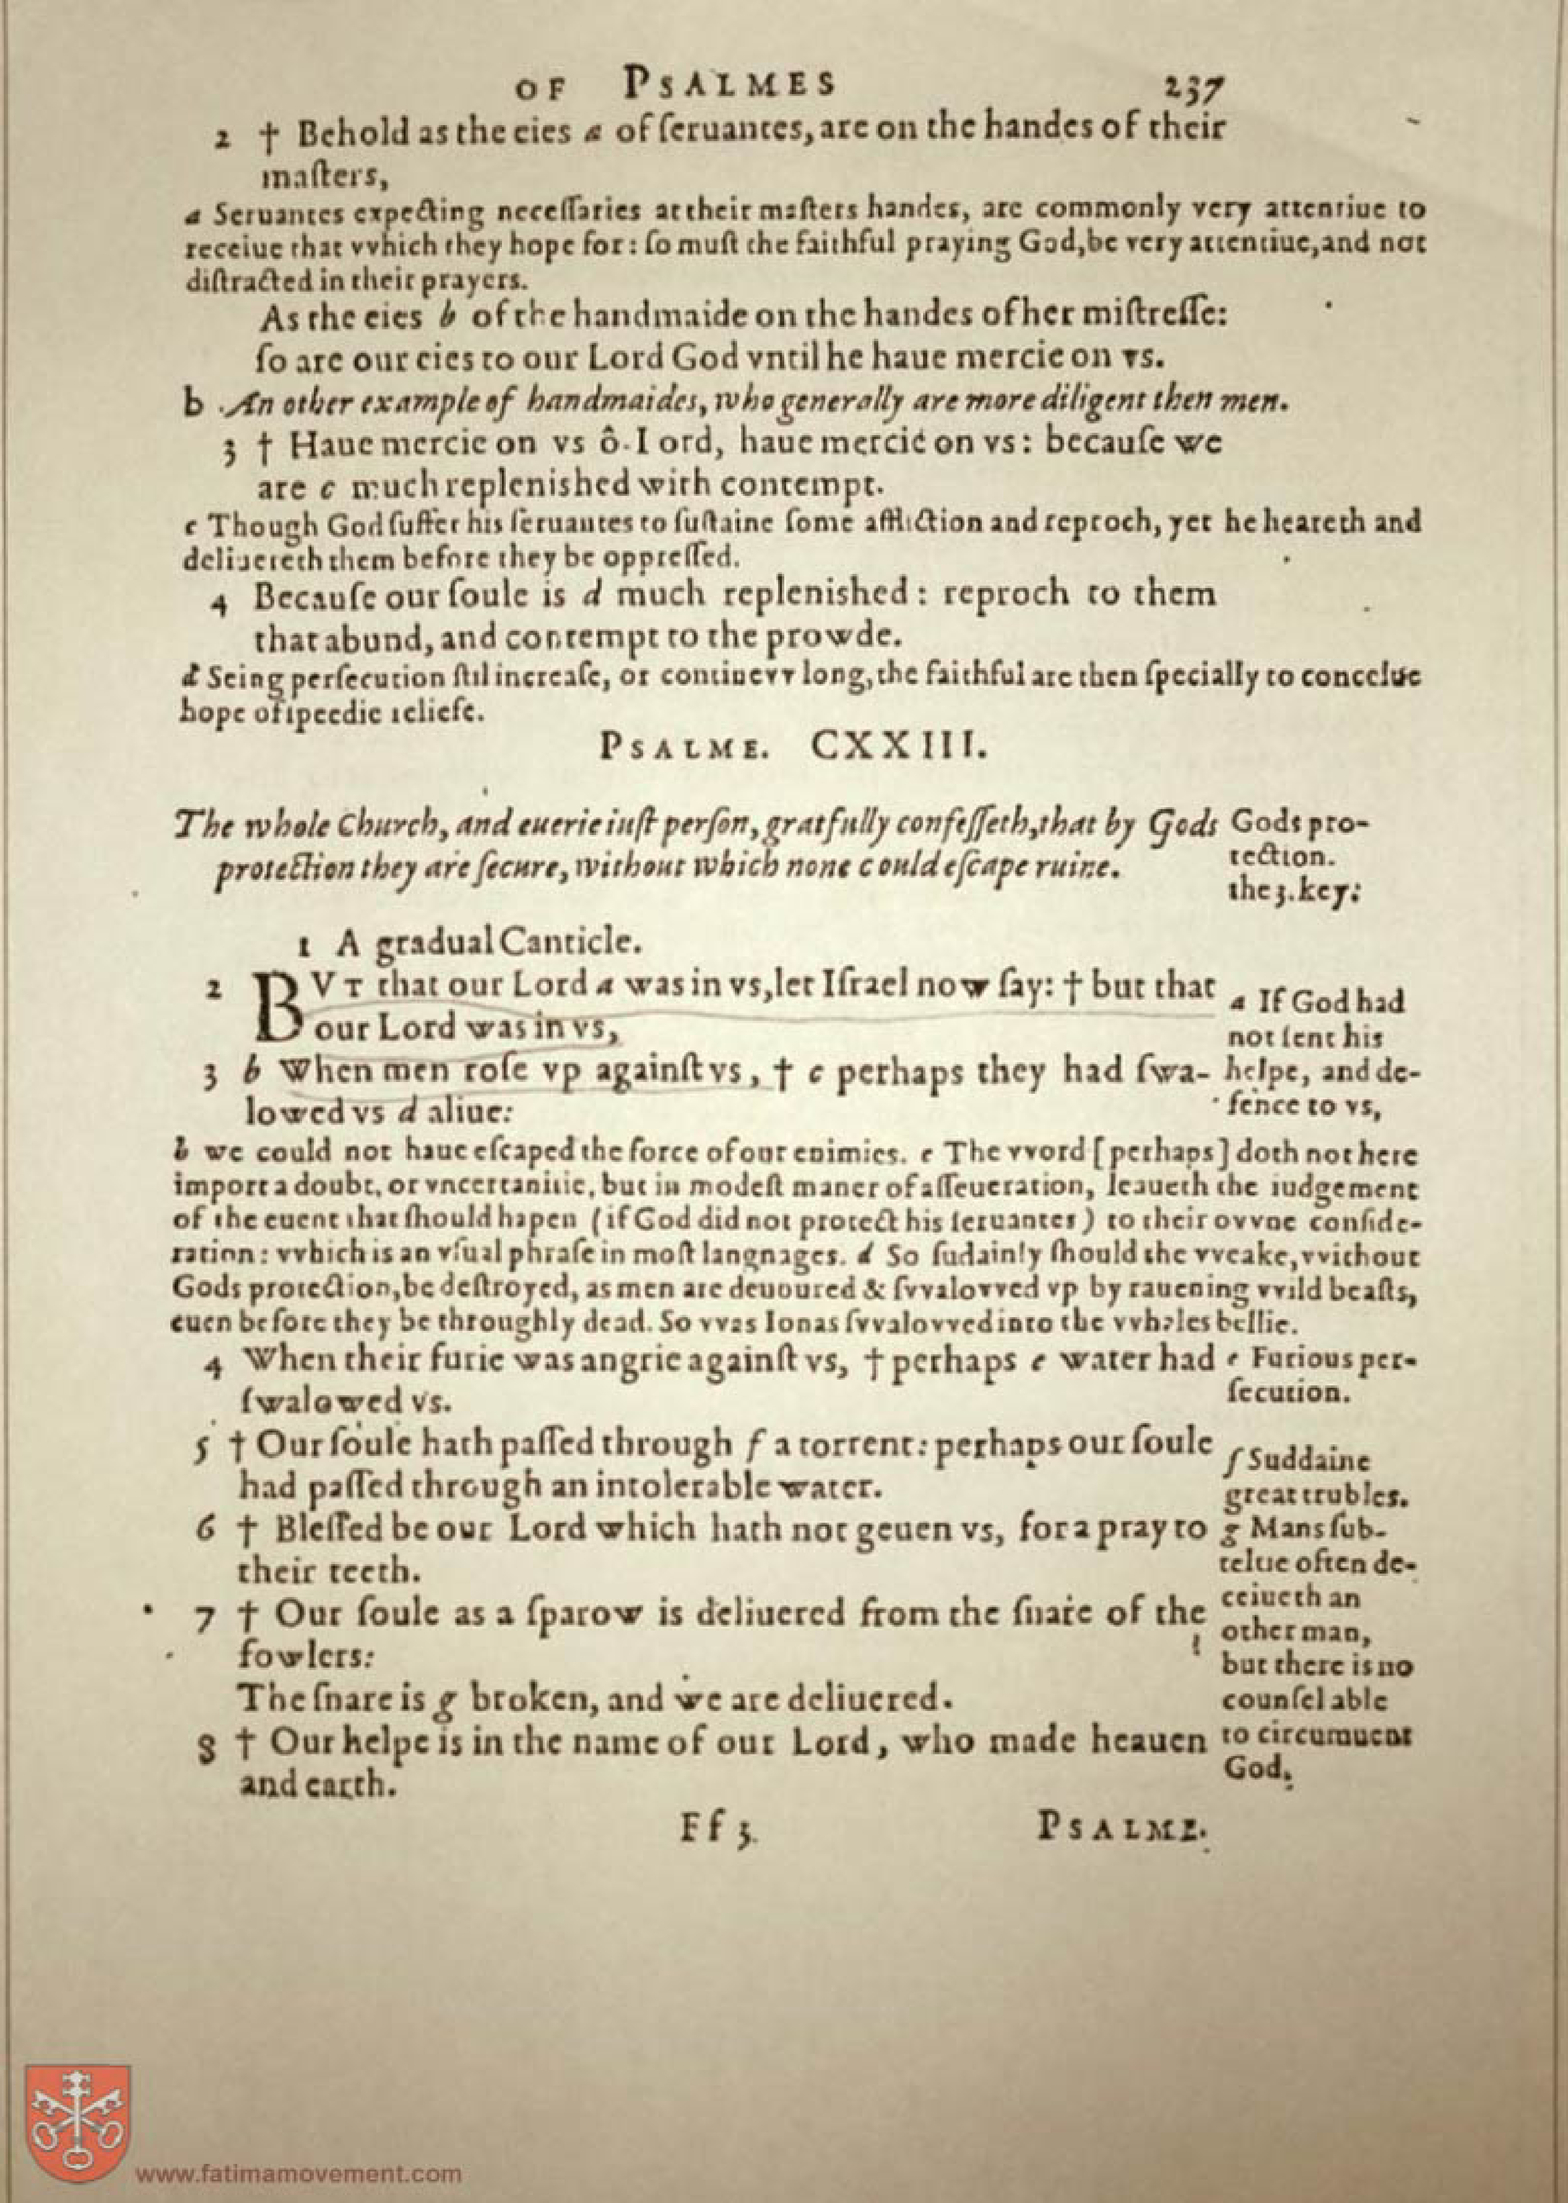 OF PSALMES 237
2 † Behold as the eies a of ſeruantes, are on the handes of their
maſters,
a Seruantes expecting neceſſaries at their maſters handes, are commonly very attentiue to
receiue that vvhich they hope for: ſo muſt the faithful praying God, be very attentiue, and not
diſtracted in their prayers.
As the eies b of the handmaide on the handes of her miſtreſſe:
ſo are our eies to our Lord God vntil he haue mercie on vs.
b An other example of handmaides, who generally are more diligent then men.
3 † Haue mercie on vs ô Lord, haue mercie on vs: becauſe we
are c much replenished with contempt.
c Though God ſuffer his ſeruantes to ſuſtaine ſome affliction and reproch, yet he heareth and
deliuereth them before they be oppreſſed.
4 Becauſe our ſoule is d much replenished: reproch to them
that abund, and contempt to the prowde.
d Seing perſecution ſtil increaſe, or continevv long, the faithful are then ſpecially to conceiue
hope of ſpeedie reliefe.
PSALME. CXXIII.
The whole Church, and euerie iuſt perſon, gratfully confeſſeth, that by Gods
protection they are ſecure, without which none could eſcape ruine.
Gods pro-
tection.
the 3. key:
1 A gradual Canticle.
2 BVT that our Lord a was in vs, let Iſrael now ſay: † but that
our Lord was in vs,
3 b When men roſe vp againſt vs, † c perhaps they had ſwa-
lowed vs d aliue:
a If God had
not ſent his
helpe, and de-
fence to vs,
b we could not haue eſcaped the force of our enimies. c The vvord [perhaps] doth not here
import a doubt, or vncertanitie, but in modeſt maner of aſſeueration, leaueth the iudgement
of the euent that ſhould hapen (if God did not protect his ſeruantes) to their ovvne conſide-
ration: vvhich is an vſual phraſe in moſt langnages. d So ſudainly ſhould the vveake, vvithout
Gods protection, be deſtroyed, as men are deuoured & ſvvalovved vp by rauening vvild beaſts,
euen before they be throughly dead. So vvas Ionas ſvvalovved into the vvhales bellie.
4 When their furie was angrie againſt vs, † perhaps e water had
ſwalowed vs.
e Furious per-
ſecution.
5 † Our ſoule hath paſſed through f a torrent: perhaps our ſoule
had paſſed through an intolerable water.
f Suddaine
great trubles.
6 † Bleſſed be our Lord which hath not geuen vs, for a pray to
their teeth.
7 † Our ſoule as a ſparow is deliuered from the ſnare of the
fowlers:
The ſnare is g broken, and we are deliuered.
8 † Our helpe is in the name of our Lord, who made heauen
and earth.
g Mans ſub-
teltie often de-
ceiueth an
other man,
but there is no
counſel able
to circumuent
God.
Ff 3. PSALME.
www.fatimamovement.com